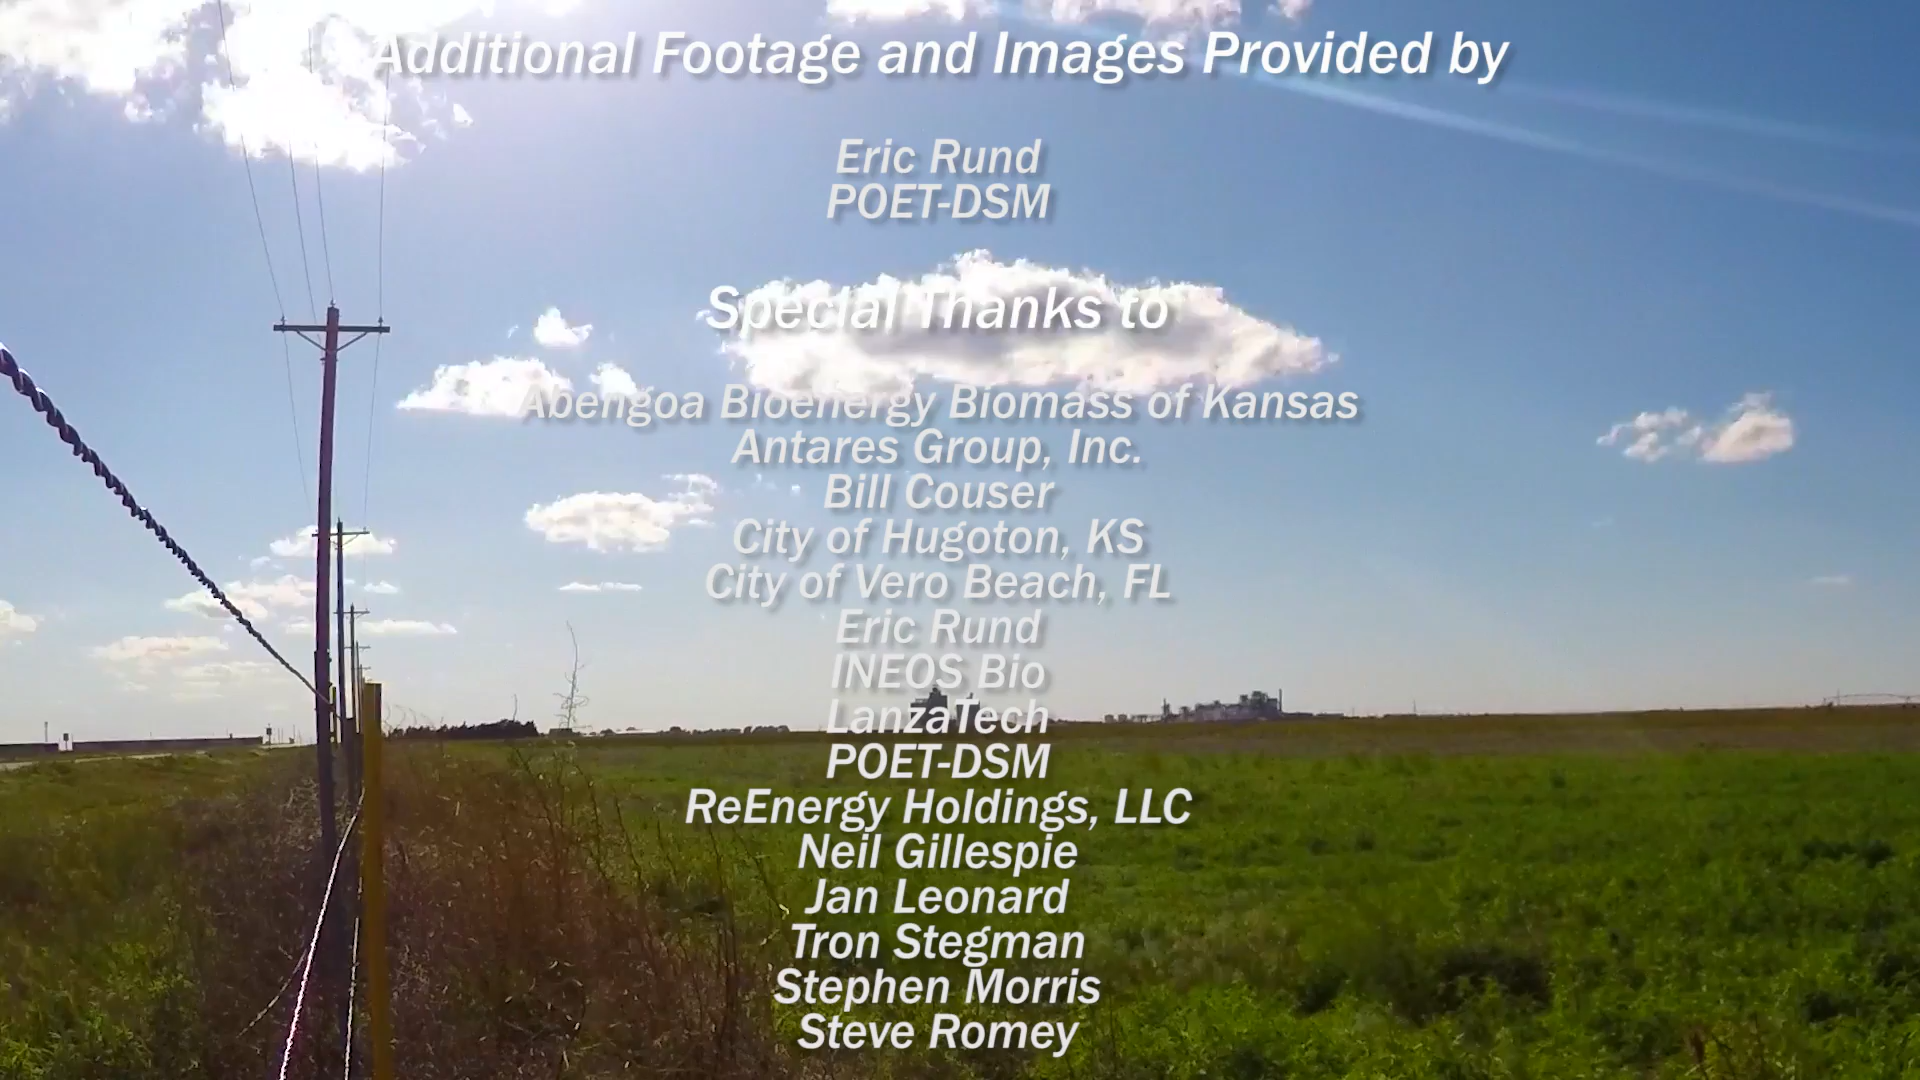 Additional Footage and Images Provided by
Eric Rund
POET-DSM
Special Thanks to
Abengoa Bioenergy Biomass of Kansas
Antares Group, Inc.
Bill Couser
City of Hugoton, KS
City of Vero Beach, FL
Eric Rund
INEOS Bio
LanzaTech
POET-DSM
ReEnergy Holdings, LLC
Neil Gillespie
Jan Leonard
Tron Stegman
Stephen Morris
Steve Romey